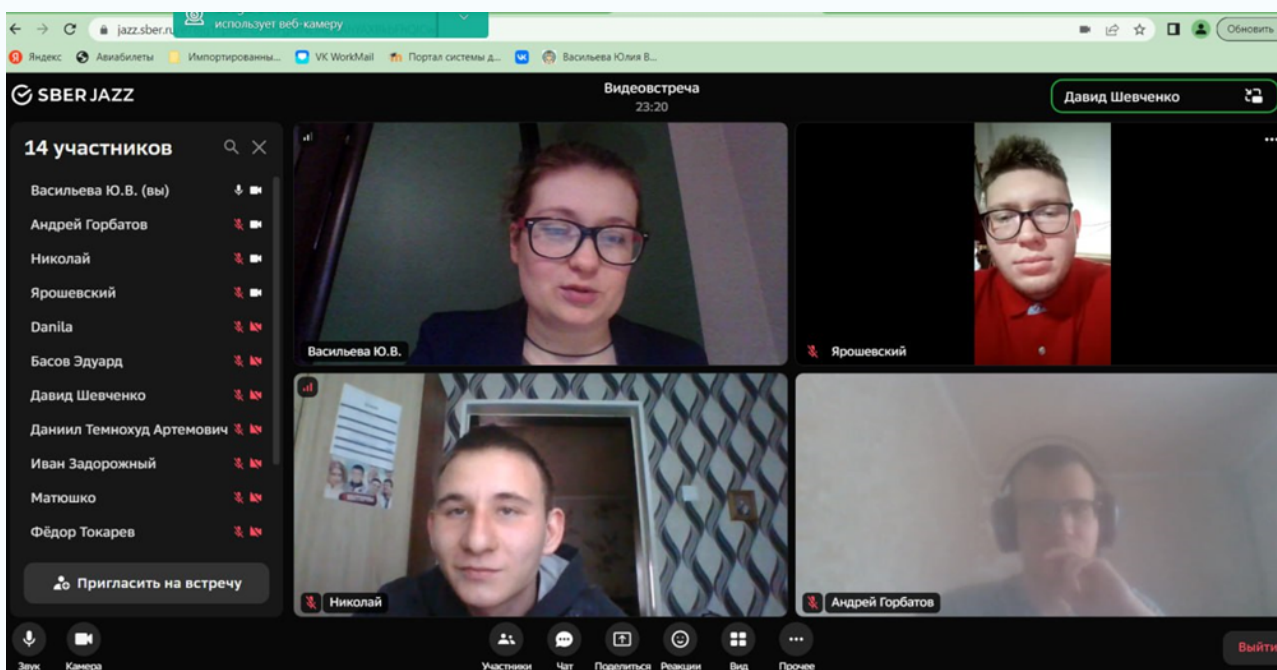 использует веб-камеру
jazz.sber.ru
Обновить
Яндекс Авиабилеты Импортированны... VK WorkMail Портал системы д... Васильева Юлия В...
SBER JAZZ
Видеовстреча
23:20
Давид Шевченко
14 участников
Васильева Ю.В. (вы)
Андрей Горбатов
Николай
Ярошевский
Danila
Басов Эдуард
Давид Шевченко
Даниил Темнохуд Артемович
Иван Задорожный
Матюшко
Фёдор Токарев
Пригласить на встречу
Васильева Ю.В.
Ярошевский
Николай
Андрей Горбатов
Звук Камера Участники Чат Поделиться Реакции Вид Прочее
Выйти